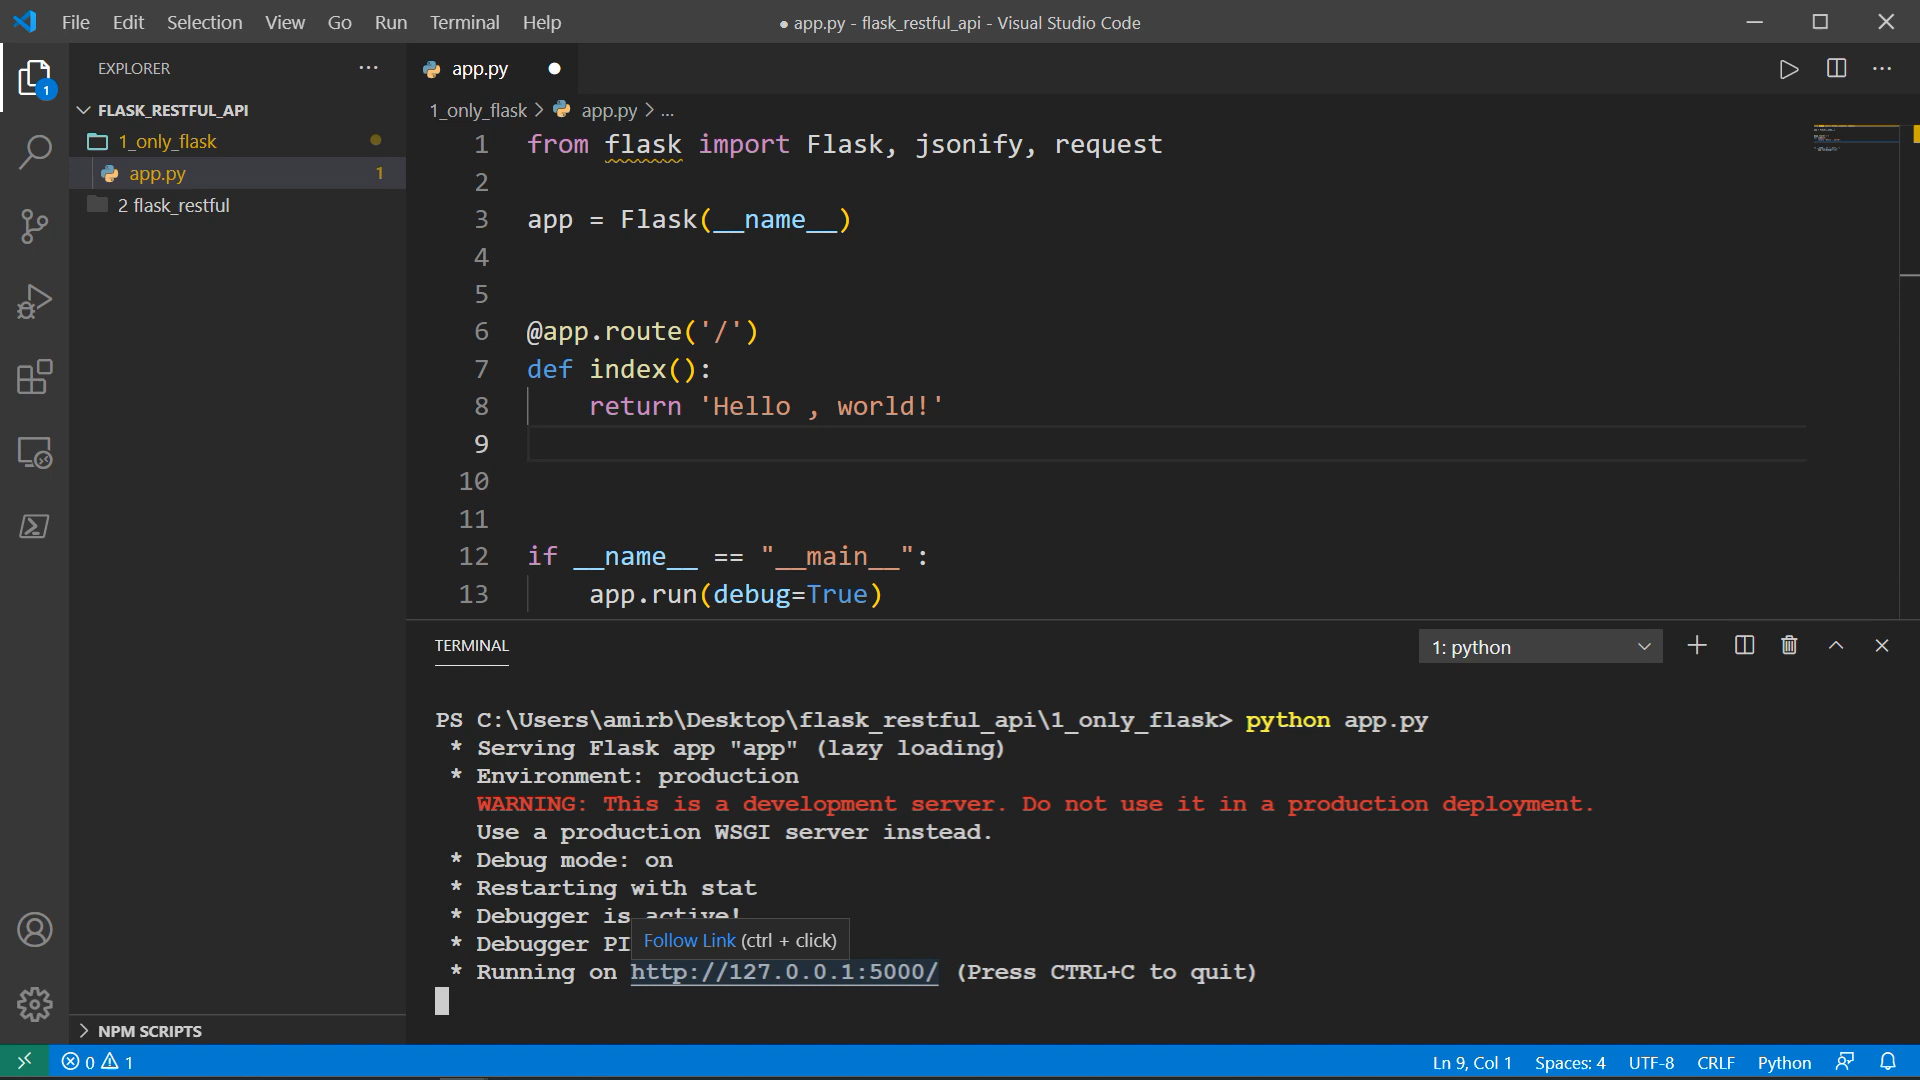 File Edit Selection View Go Run Terminal Help
● app.py - flask_restful_api - Visual Studio Code
EXPLORER
1
FLASK_RESTFUL_API
1_only_flask
app.py 1
2 flask_restful
NPM SCRIPTS
app.py
1_only_flask > app.py > ...
1 from flask import Flask, jsonify, request
2
3 app = Flask(__name__)
4
5
6 @app.route('/')
7 def index():
8 return 'Hello , world!'
9
10
11
12 if __name__ == "__main__":
13 app.run(debug=True)
TERMINAL
1: python
PS C:\Users\amirb\Desktop\flask_restful_api\1_only_flask> python app.py
* Serving Flask app "app" (lazy loading)
* Environment: production
WARNING: This is a development server. Do not use it in a production deployment.
Use a production WSGI server instead.
* Debug mode: on
* Restarting with stat
* Debugger is active!
* Debugger PI
Follow Link (ctrl + click)
* Running on http://127.0.0.1:5000/ (Press CTRL+C to quit)
0 1
Ln 9, Col 1 Spaces: 4 UTF-8 CRLF Python